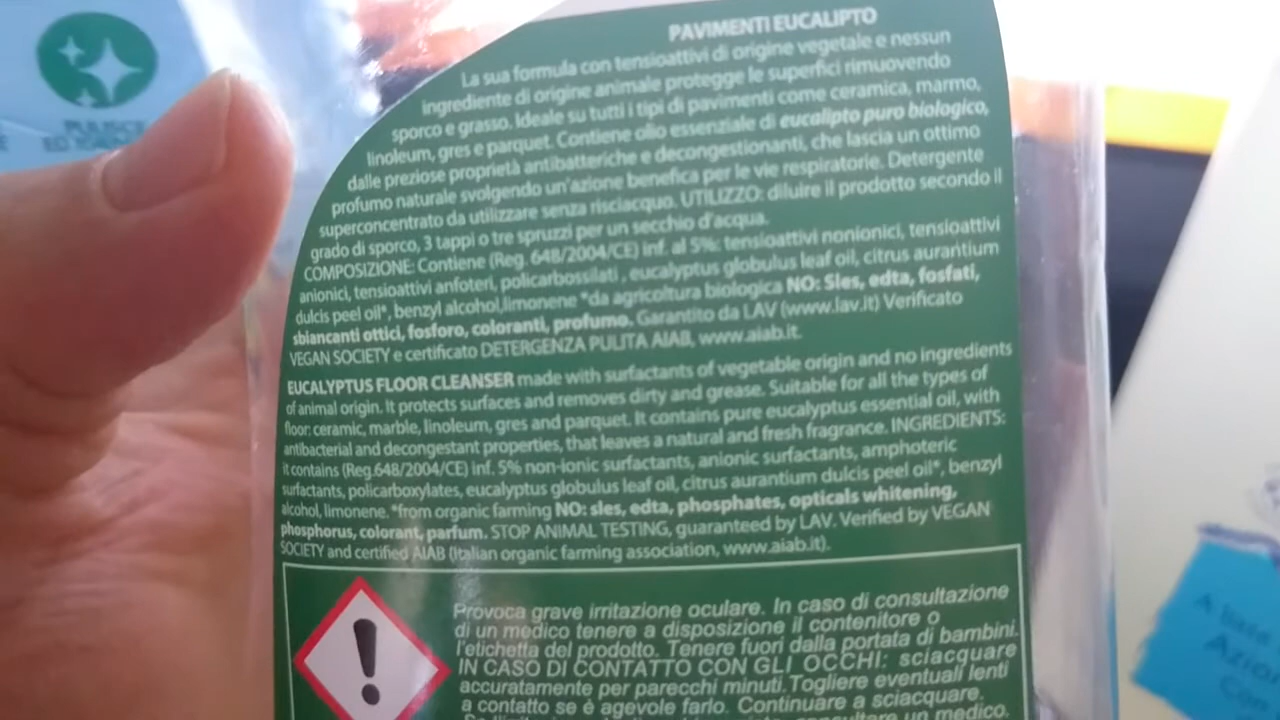 PULISCE
PAVIMENTI EUCALIPTO
La sua formula con tensioattivi di origine vegetale e nessun
ingrediente di origine animale protegge le superfici rimuovendo
sporco e grasso. Ideale su tutti i tipi di pavimenti come ceramica, marmo,
linoleum, gres e parquet. Contiene olio essenziale di eucalipto puro biologico,
dalle preziose proprietà antibatteriche e decongestionanti, che lascia un ottimo
profumo naturale svolgendo un'azione benefica per le vie respiratorie. Detergente
superconcentrato da utilizzare senza risciacquo. UTILIZZO: diluire il prodotto secondo il
grado di sporco, 3 tappi o tre spruzzi per un secchio d'acqua.
COMPOSIZIONE: Contiene (Reg. 648/2004/CE) inf. al 5%: tensioattivi nonionici, tensioattivi
anionici, tensioattivi anfoteri, policarbossilati , eucalyptus globulus leaf oil, citrus aurantium
dulcis peel oil*, benzyl alcohol,limonene *da agricoltura biologica NO: Sles, edta, fosfati,
sbiancanti ottici, fosforo, coloranti, profumo. Garantito da LAV (www.lav.it) Verificato
VEGAN SOCIETY e certificato DETERGENZA PULITA AIAB, www.aiab.it.
EUCALYPTUS FLOOR CLEANSER made with surfactants of vegetable origin and no ingredients
of animal origin. It protects surfaces and removes dirty and grease. Suitable for all the types of
floor: ceramic, marble, linoleum, gres and parquet. It contains pure eucalyptus essential oil, with
antibacterial and decongestant properties, that leaves a natural and fresh fragrance. INGREDIENTS:
it contains (Reg.648/2004/CE) inf. 5% non-ionic surfactants, anionic surfactants, amphoteric
surfactants, policarboxylates, eucalyptus globulus leaf oil, citrus aurantium dulcis peel oil*, benzyl
alcohol, limonene. *from organic farming NO: sles, edta, phosphates, opticals whitening,
phosphorus, colorant, parfum. STOP ANIMAL TESTING, guaranteed by LAV. Verified by VEGAN
SOCIETY and certified AIAB (Italian organic farming association, www.aiab.it).
Provoca grave irritazione oculare. In caso di consultazione
di un medico tenere a disposizione il contenitore o
l'etichetta del prodotto. Tenere fuori dalla portata di bambini.
IN CASO DI CONTATTO CON GLI OCCHI: sciacquare
accuratamente per parecchi minuti. Togliere eventuali lenti
a contatto se è agevole farlo. Continuare a sciacquare.
un medico.
A base